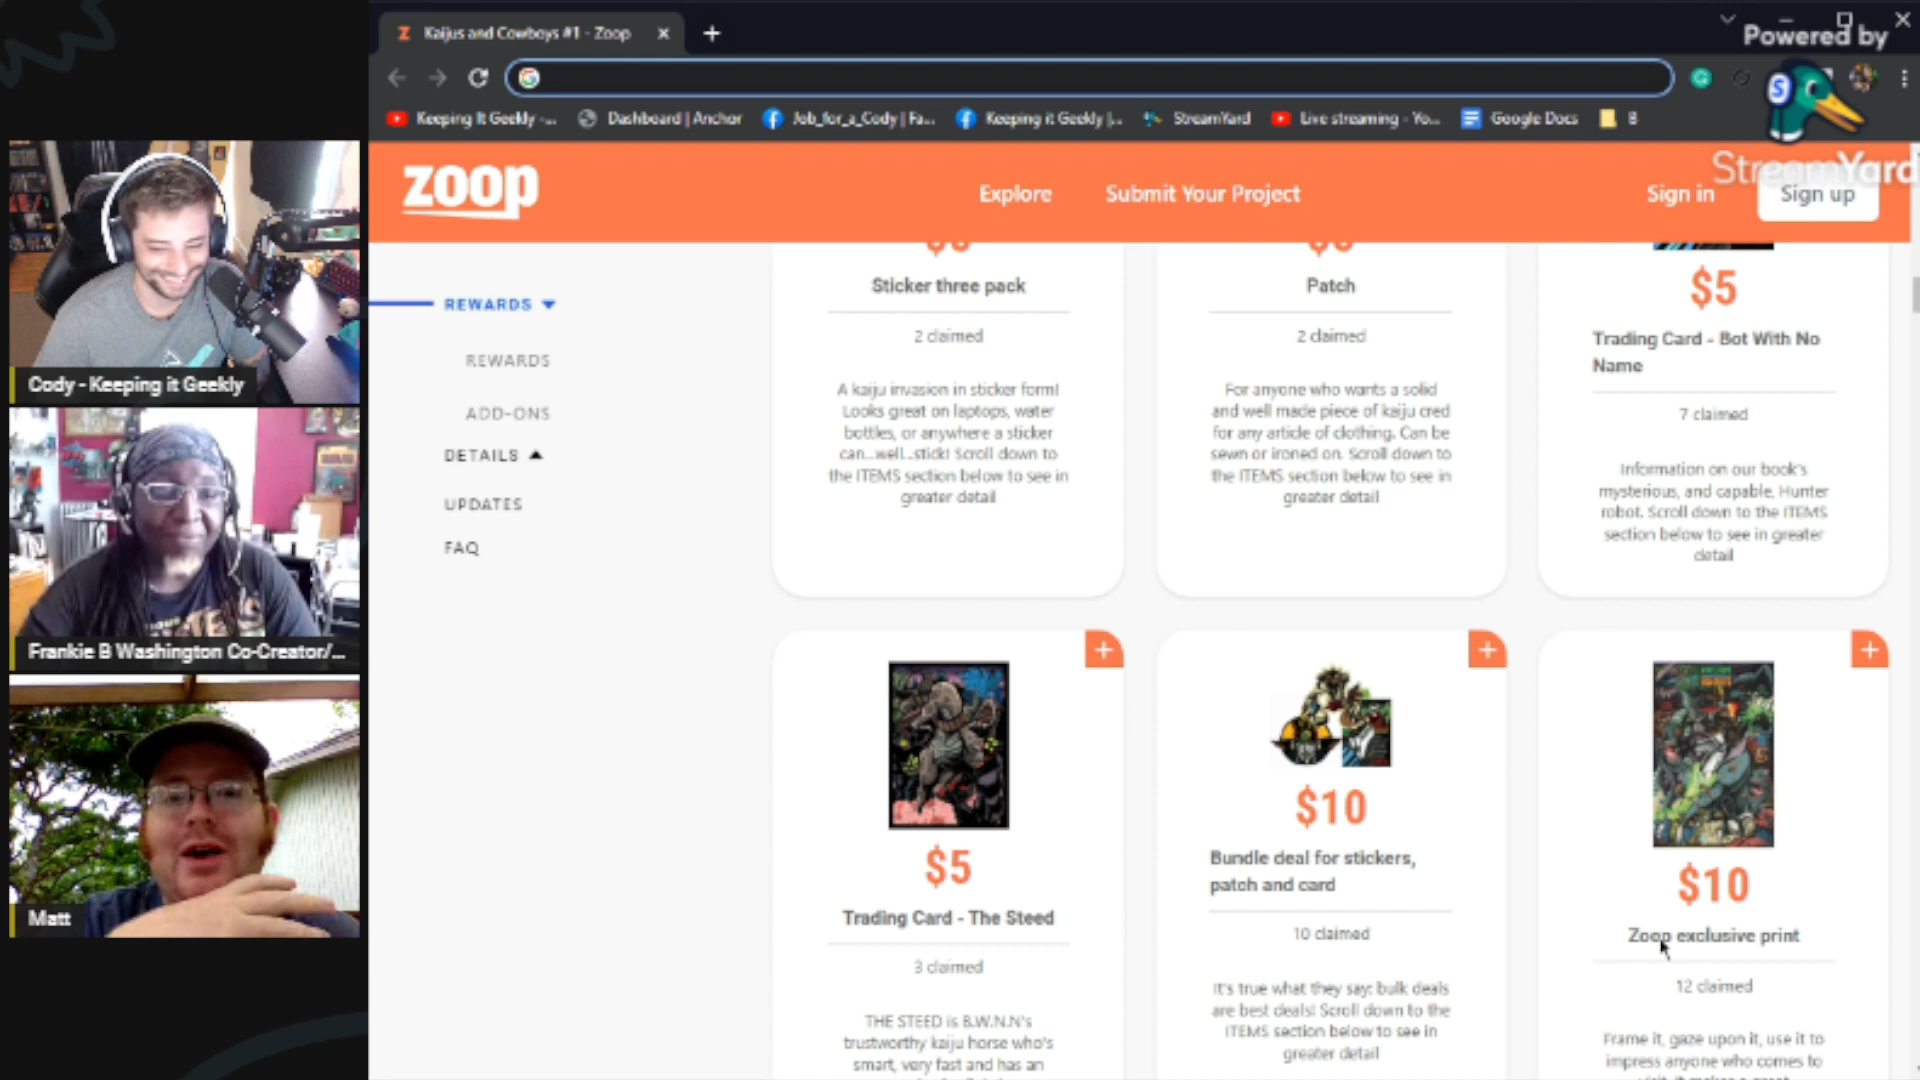 Kaijus and Cowboys #1 - Zoop
Powered by
StreamYard
Keeping It Geekly -...
Dashboard | Anchor
Job_for_a_Cody | Fa...
Keeping it Geekly |...
StreamYard
Live streaming - Yo...
Google Docs
B
zoop
Explore
Submit Your Project
Sign in
Sign up
REWARDS
REWARDS
ADD-ONS
DETAILS
UPDATES
FAQ
Sticker three pack
2 claimed
A kaiju invasion in sticker form!
Looks great on laptops, water
bottles, or anywhere a sticker
can...well...stick! Scroll down to
the ITEMS section below to see in
greater detail
Patch
2 claimed
For anyone who wants a solid
and well made piece of kaiju cred
for any article of clothing. Can be
sewn or ironed on. Scroll down to
the ITEMS section below to see in
greater detail
$5
Trading Card - Bot With No
Name
7 claimed
Information on our book's
mysterious, and capable, Hunter
robot. Scroll down to the ITEMS
section below to see in greater
detail
$5
Trading Card - The Steed
3 claimed
THE STEED is B.W.N.N's
trustworthy kaiju horse who's
smart, very fast and has an
$10
Bundle deal for stickers,
patch and card
10 claimed
It's true what they say: bulk deals
are best deals! Scroll down to the
ITEMS section below to see in
greater detail
$10
Zoop exclusive print
12 claimed
Frame it, gaze upon it, use it to
impress anyone who comes to
Cody - Keeping it Geekly
Frankie B Washington Co-Creator/...
Matt